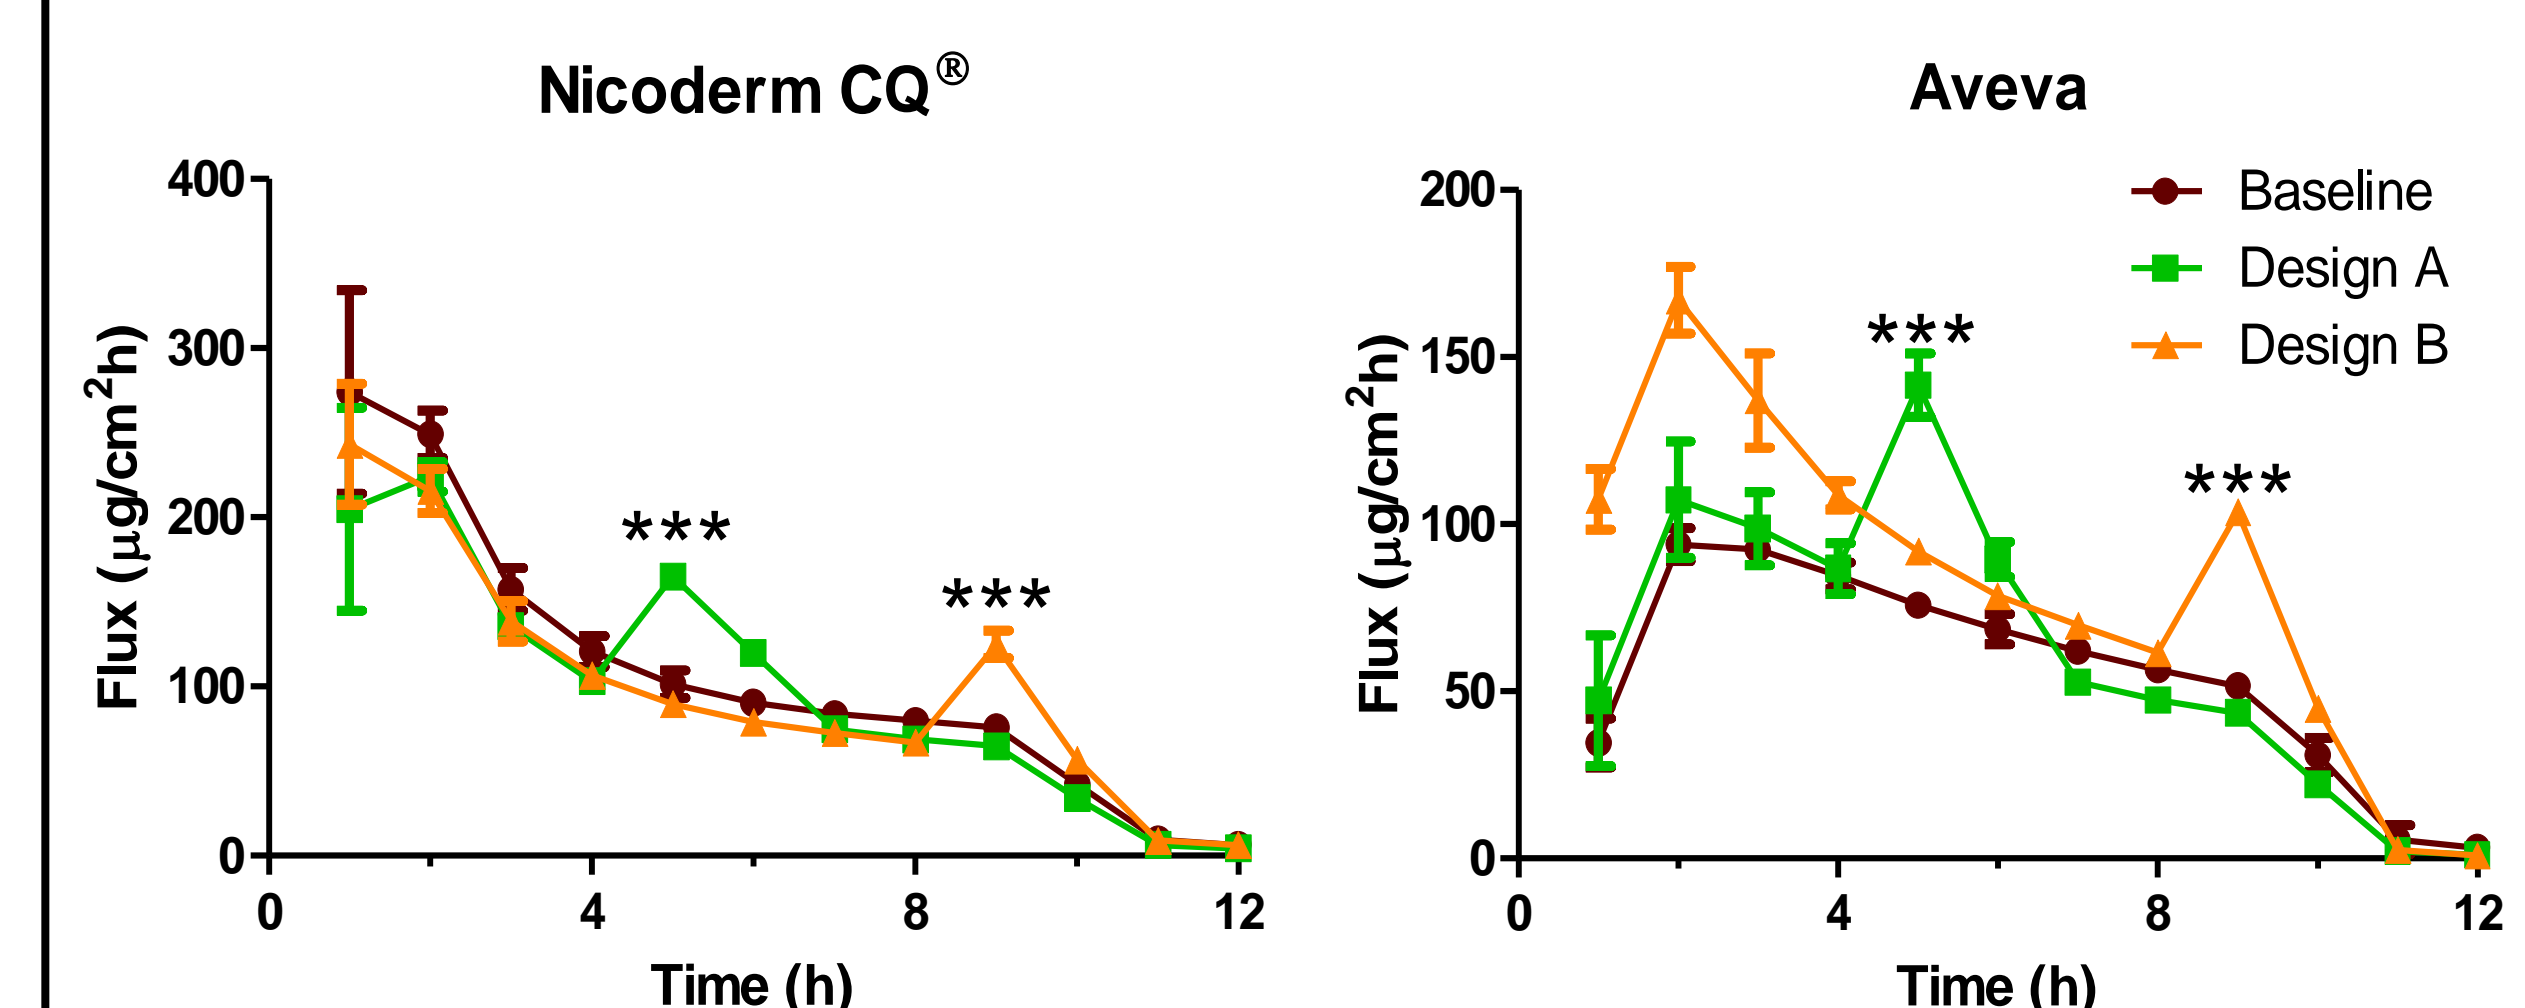 Nicoderm CQ®
400
300
200
100
0
0 4 8 12
Flux (μg/cm²h)
Time (h)
***
***
Aveva
200
150
100
50
0
0 4 8 12
Flux (μg/cm²h)
Time (h)
***
***
Baseline
Design A
Design B